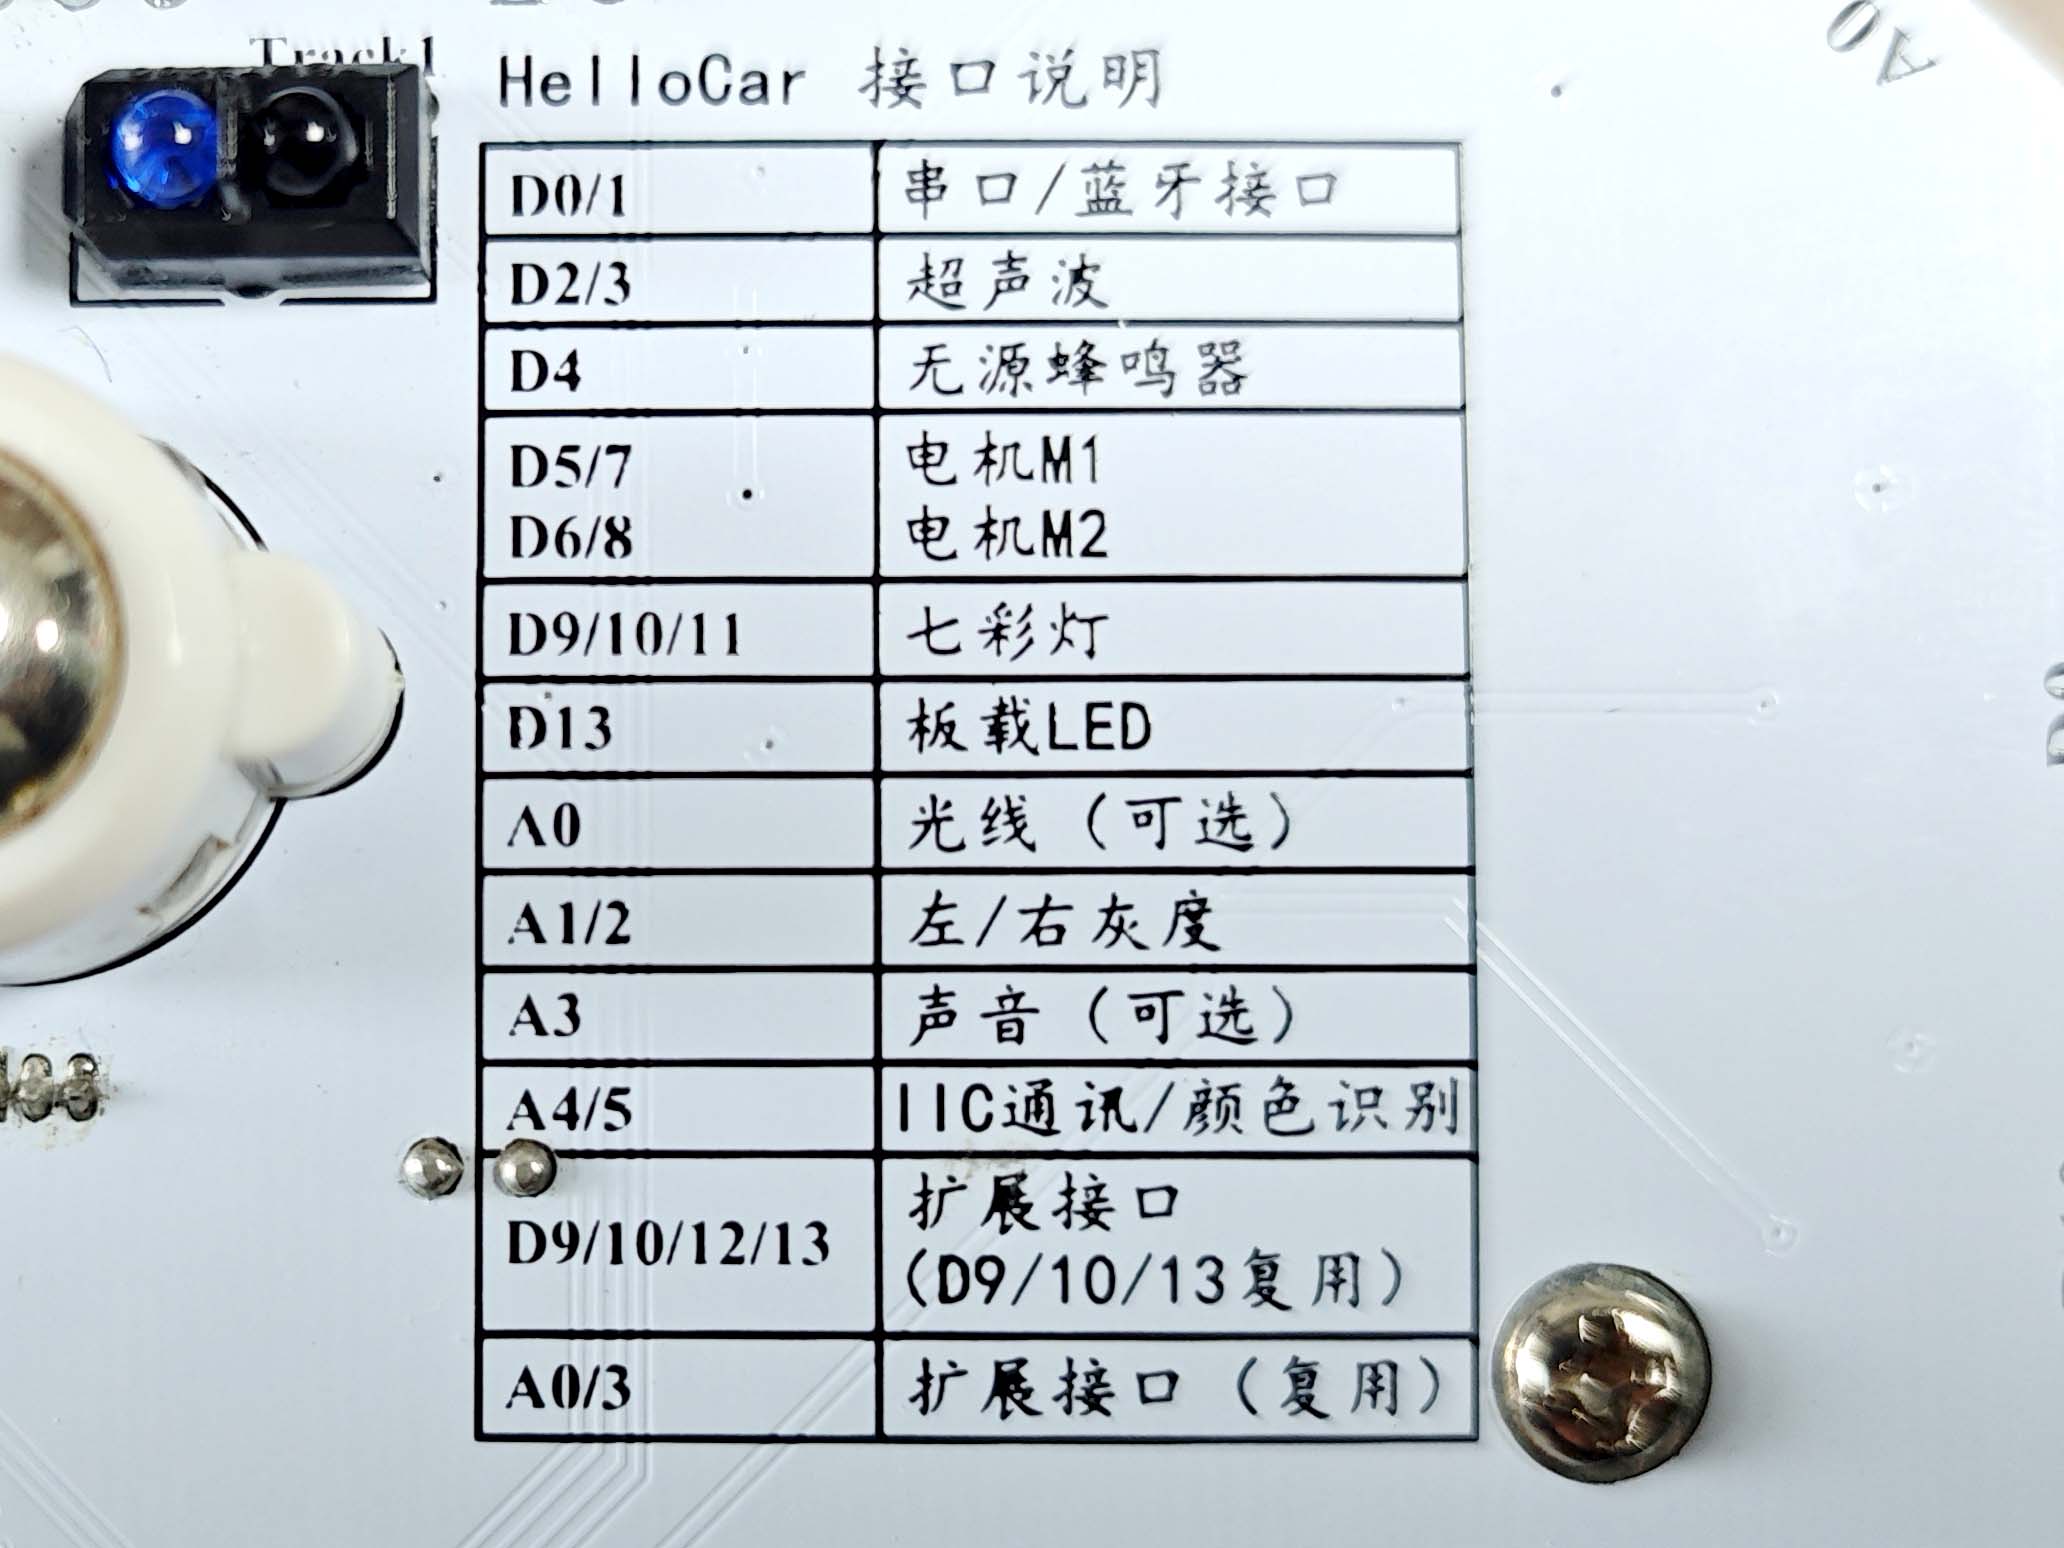 Track1
HelloCar 接口说明
D0/1 串口/蓝牙接口
D2/3 超声波
D4 无源蜂鸣器
D5/7 电机M1
D6/8 电机M2
D9/10/11 七彩灯
D13 板载LED
A0 光线（可选）
A1/2 左/右灰度
A3 声音（可选）
A4/5 IIC通讯/颜色识别
D9/10/12/13 扩展接口
(D9/10/13复用)
A0/3 扩展接口（复用）